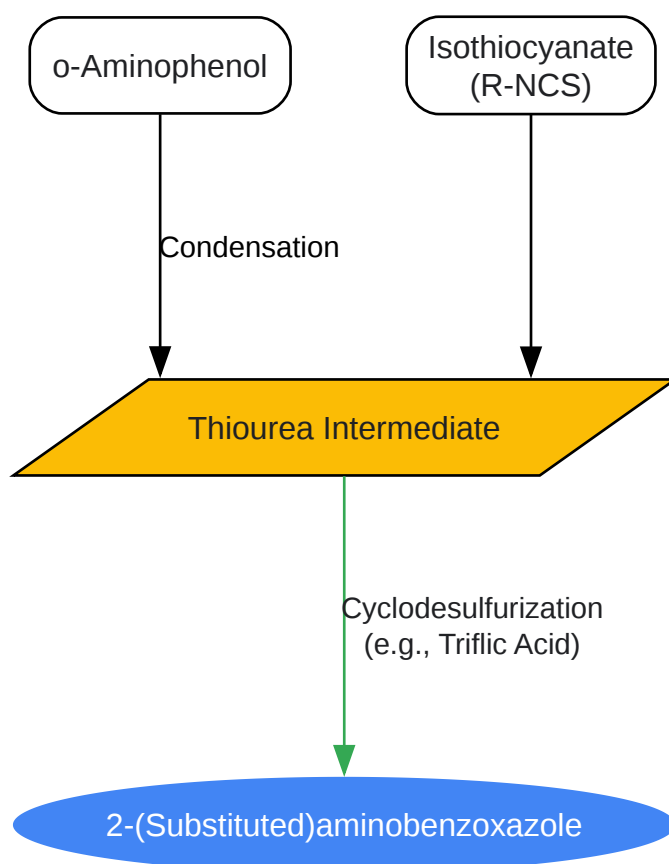 o-Aminophenol
Isothiocyanate
(R-NCS)
Condensation
Thiourea Intermediate
Cyclodesulfurization
(e.g., Triflic Acid)
2-(Substituted)aminobenzoxazole